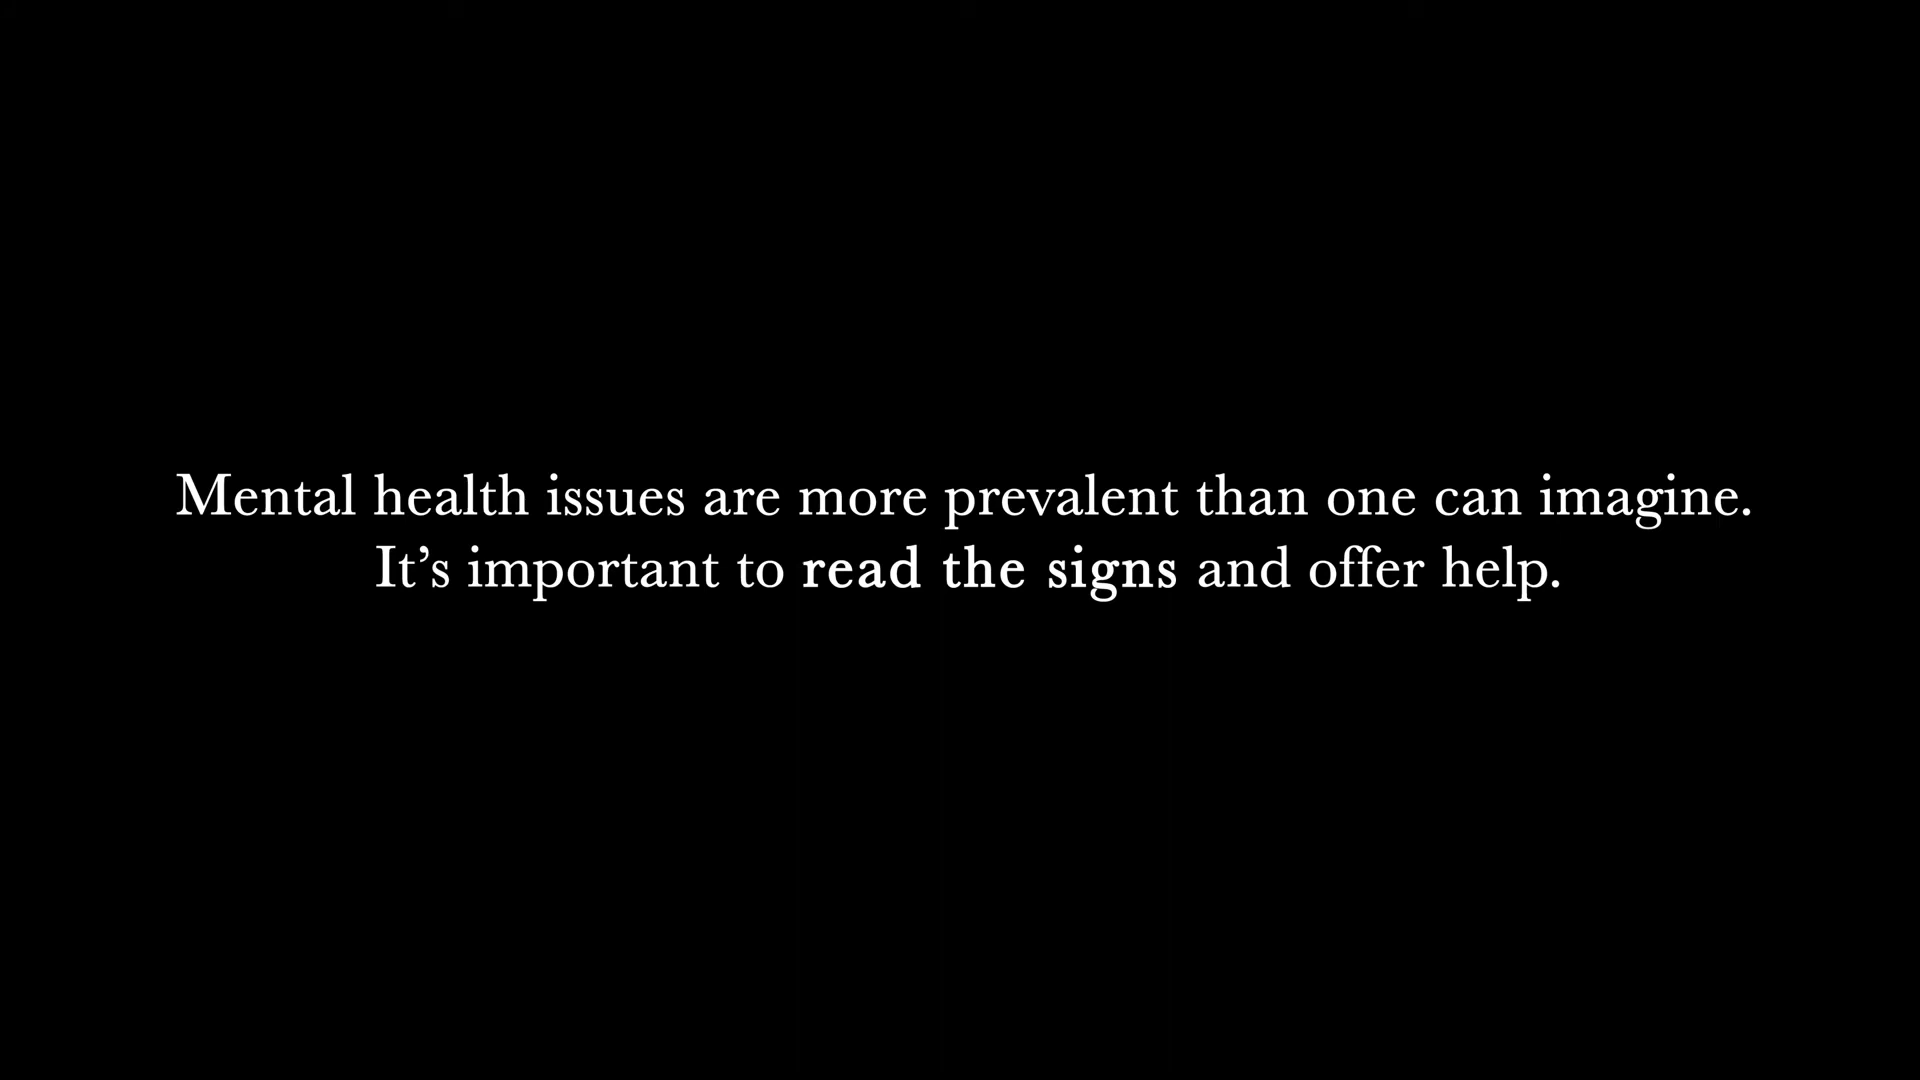 Mental health issues are more prevalent than one can imagine.
It’s important to read the signs and offer help.